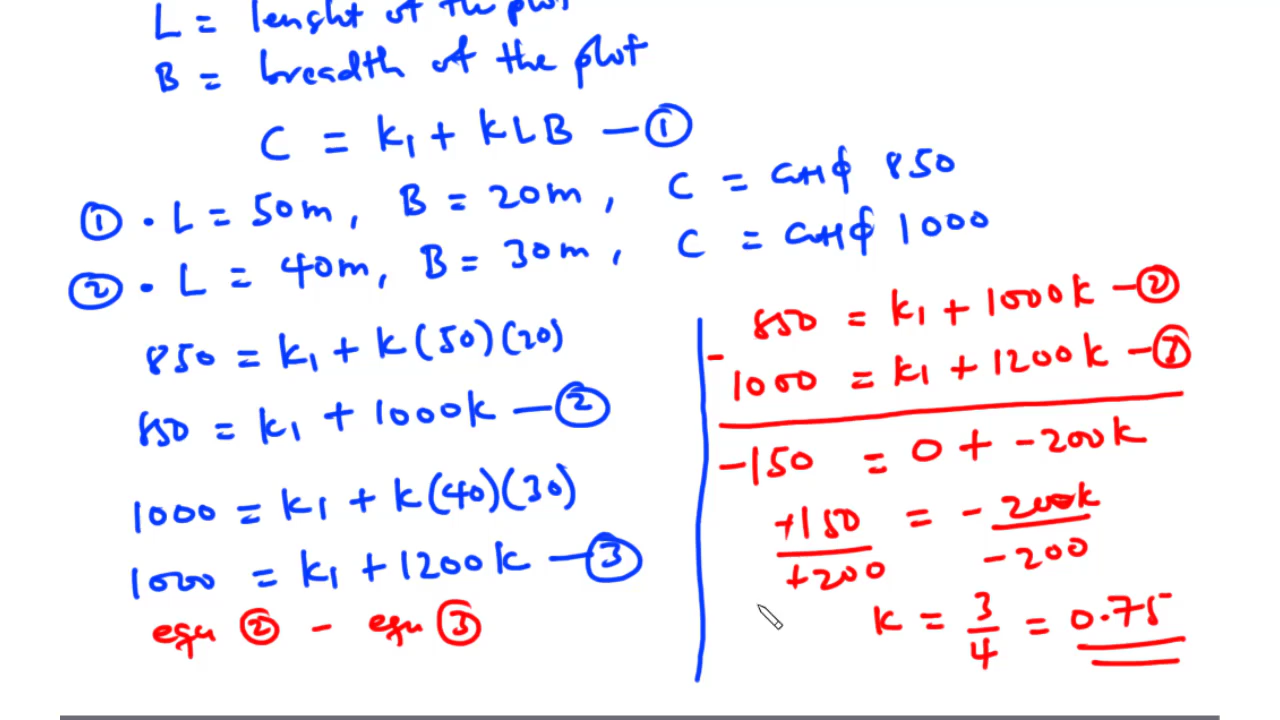 L = lenght of the plot
B = breadth of the plot
C = k₁ + kLB — ①
① • L = 50m, B = 20m, C = GH₵ 850
② • L = 40m, B = 30m, C = GH₵ 1000
850 = k₁ + k(50)(20)
850 = k₁ + 1000k — ②
1000 = k₁ + k(40)(30)
1000 = k₁ + 1200k — ③
equ ② - equ ③
850 = k₁ + 1000k — ②
- 1000 = k₁ + 1200k — ③
-150 = 0 + -200k
+150/+200 = -200k/-200
k = 3/4 = 0.75